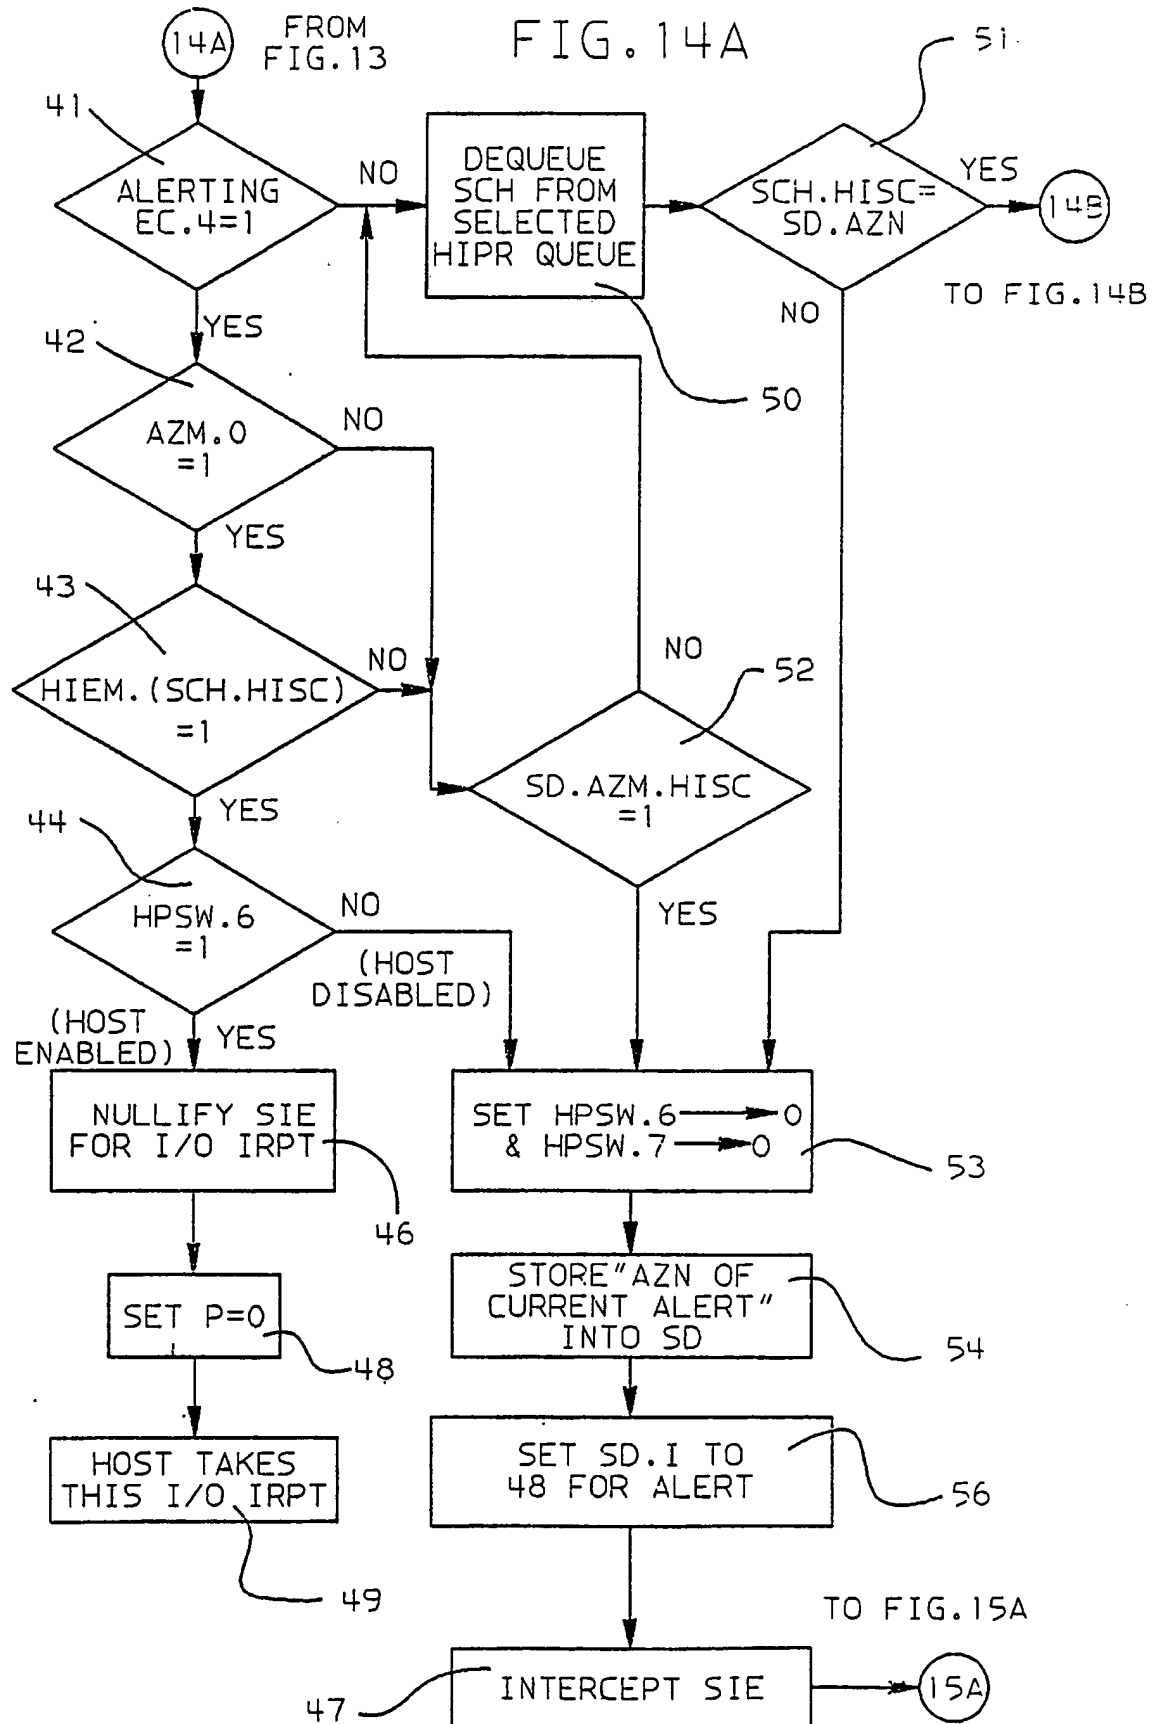 14A
FROM
FIG.13
FIG.14A
51
41
ALERTING
EC.4=1
NO
DEQUEUE
SCH FROM
SELECTED
HIPR QUEUE
SCH.HISC=
SD.AZN
YES
14B
TO FIG.14B
NO
YES
42
50
AZM.0
=1
NO
YES
43
HIEM.(SCH.HISC)
=1
NO
NO
52
SD.AZM.HISC
=1
YES
44
HPSW.6
=1
NO
(HOST
DISABLED)
YES
(HOST
ENABLED)
YES
NULLIFY SIE
FOR I/O IRPT
46
SET HPSW.6 → 0
& HPSW.7 → 0
53
SET P=0
48
STORE"AZN OF
CURRENT ALERT"
INTO SD
54
HOST TAKES
THIS I/O IRPT
49
SET SD.I TO
48 FOR ALERT
56
TO FIG.15A
47
INTERCEPT SIE
15A